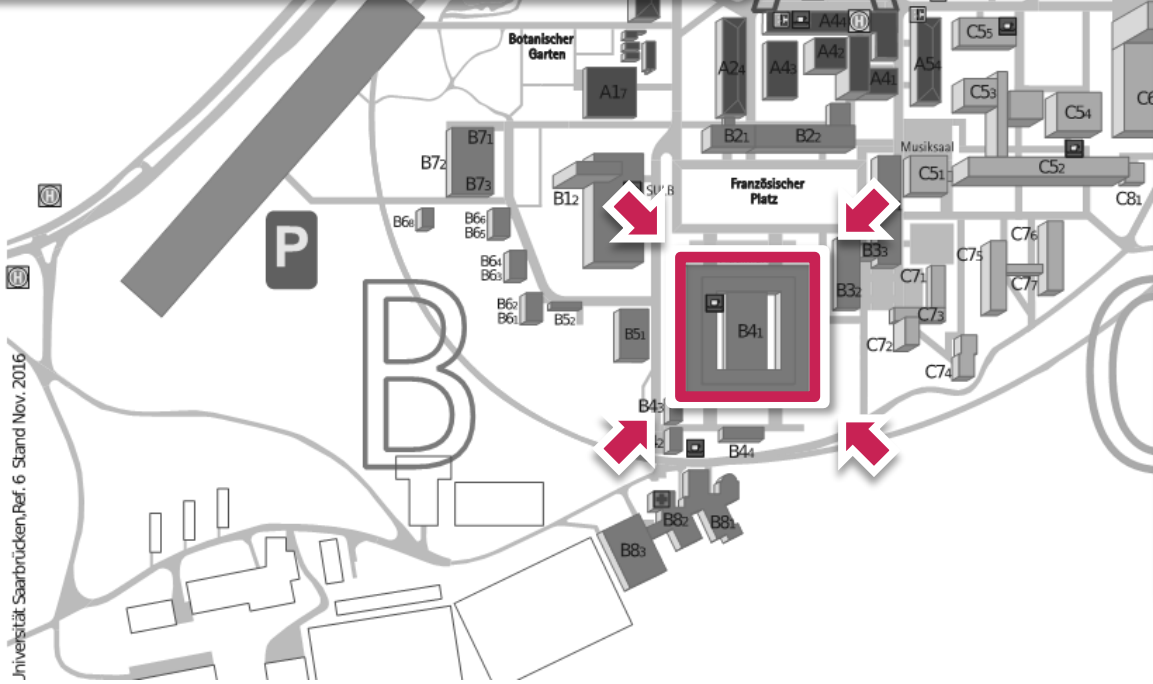 Botanischer
Garten
A17
A24
A43
A44
H
A42
A41
A54
C55
C53
C54
C6
B21
B22
Musiksaal
C51
C52
C81
B71
B72
B73
B12
SULB
Französischer
Platz
H
B68
B66
B65
B64
B63
B62
B61
B52
B51
P
H
B
B33
B32
B41
C71
C72
C73
C74
C75
C76
C77
B43
B44
B82
B81
B83
Universität Saarbrücken,Ref. 6 Stand Nov. 2016